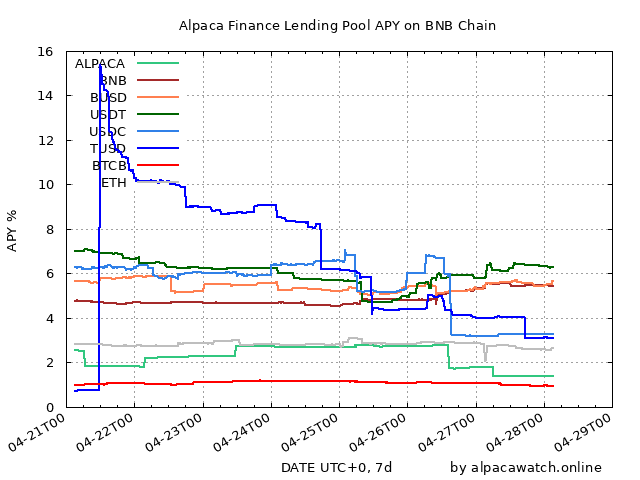 Alpaca Finance Lending Pool APY on BNB Chain
16
14
12
10
8
6
4
2
0
APY %
ALPACA
BNB
BUSD
USDT
USDC
TUSD
BTCB
ETH
04-21T00
04-22T00
04-23T00
04-24T00
04-25T00
04-26T00
04-27T00
04-28T00
04-29T00
DATE UTC+0, 7d by alpacawatch.online